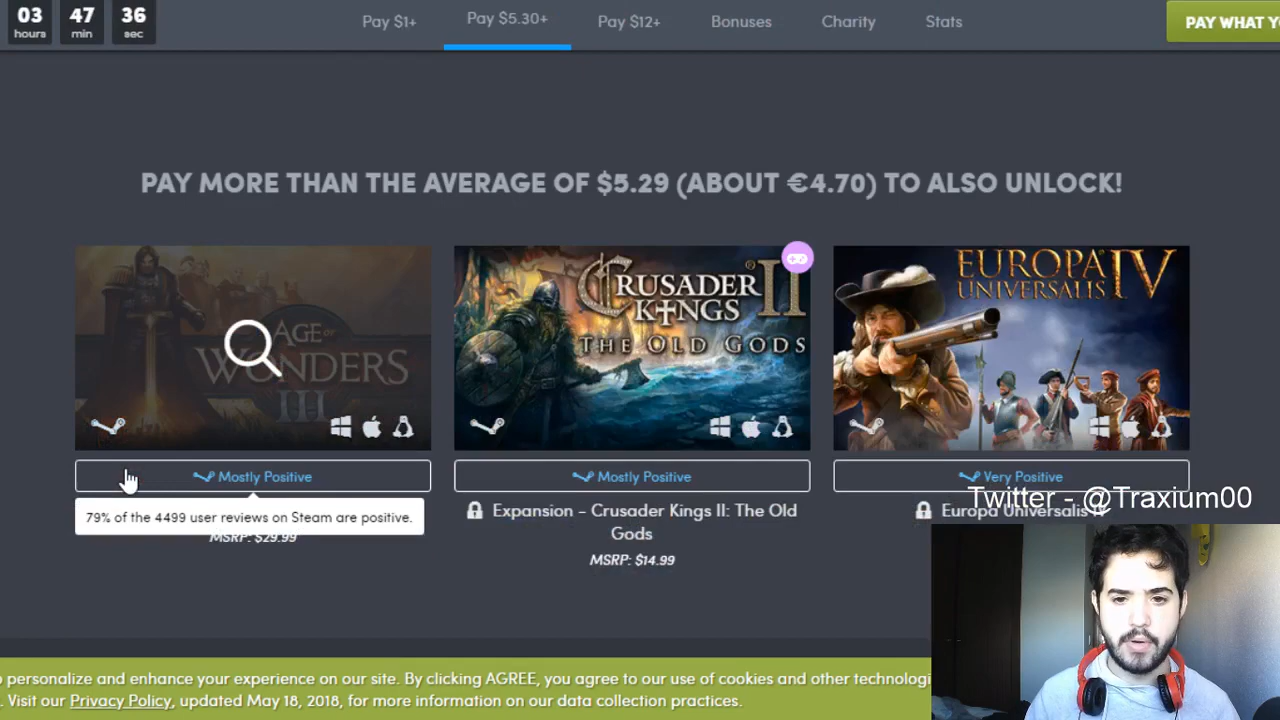 03 47 36
hours min sec
Pay $1+ Pay $5.30+ Pay $12+ Bonuses Charity Stats
PAY WHAT Y
PAY MORE THAN THE AVERAGE OF $5.29 (ABOUT €4.70) TO ALSO UNLOCK!
AGE OF
WONDERS
III
CRUSADER
KINGS II
THE OLD GODS
EUROPA
UNIVERSALIS IV
Mostly Positive
Mostly Positive
Very Positive
79% of the 4499 user reviews on Steam are positive.
MSRP: $29.99
Expansion - Crusader Kings II: The Old
Gods
MSRP: $14.99
Europa Universalis
Twitter - @Traxium00
o personalize and enhance your experience on our site. By clicking AGREE, you agree to our use of cookies and other technologi
. Visit our Privacy Policy, updated May 18, 2018, for more information on our data collection practices.